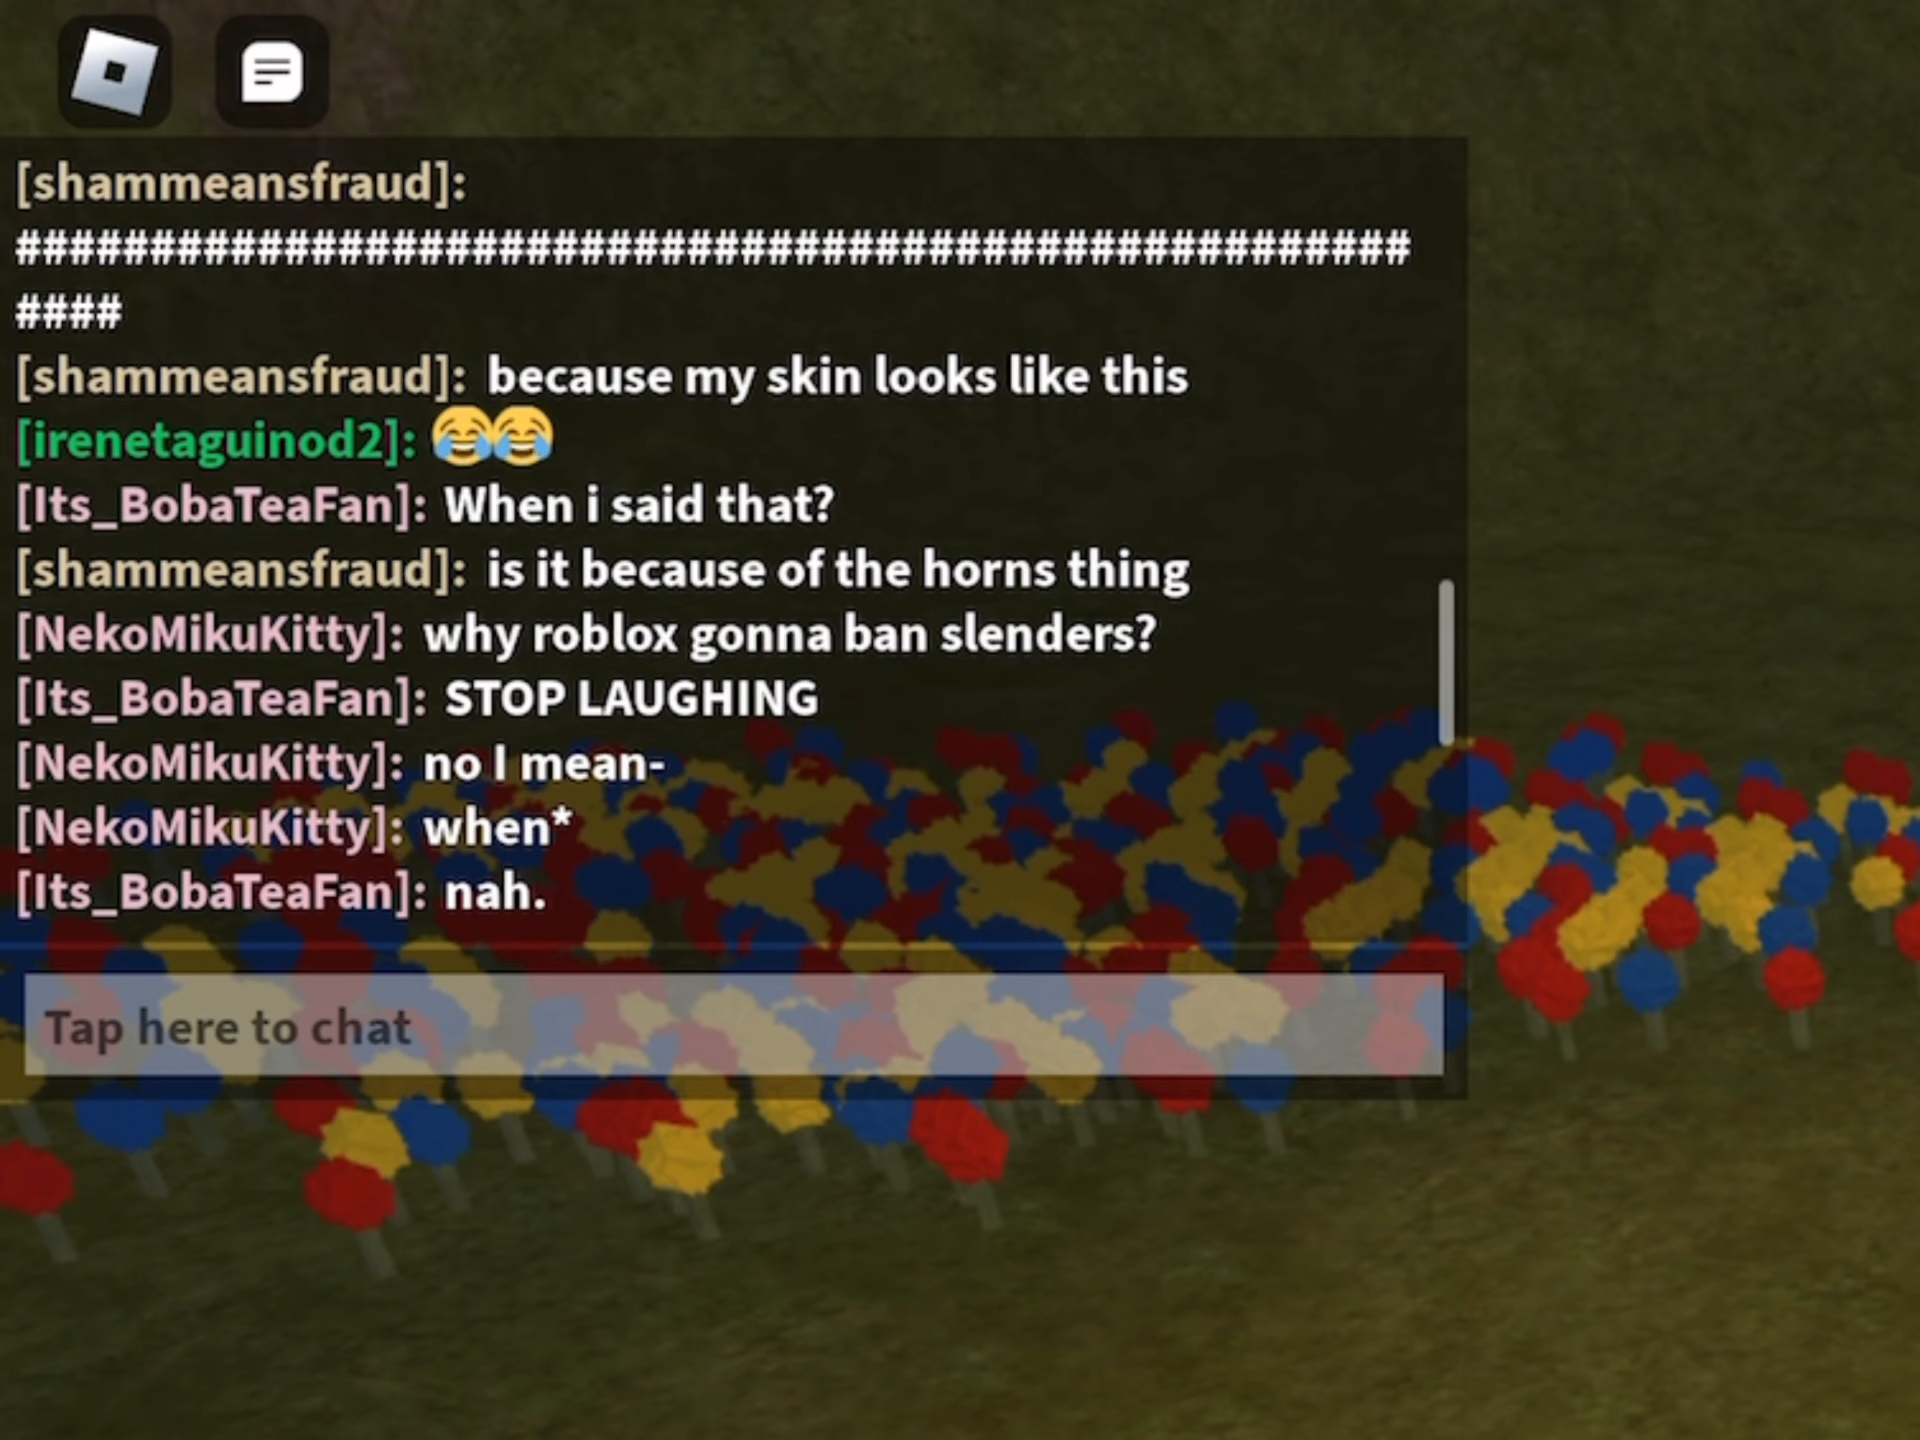 [shammeansfraud]:
####################################################
####
[shammeansfraud]: because my skin looks like this
[irenetaguinod2]: 😂😂
[Its_BobaTeaFan]: When i said that?
[shammeansfraud]: is it because of the horns thing
[NekoMikuKitty]: why roblox gonna ban slenders?
[Its_BobaTeaFan]: STOP LAUGHING
[NekoMikuKitty]: no I mean-
[NekoMikuKitty]: when*
[Its_BobaTeaFan]: nah.
Tap here to chat